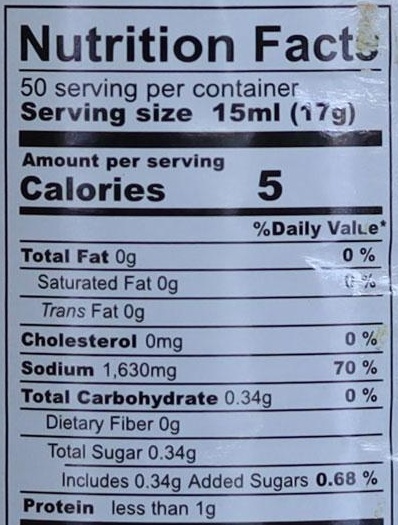 Nutrition Facts
50 serving per container
Serving size 15ml (17g)
Amount per serving
Calories 5
%Daily Value*
Total Fat 0g 0 %
Saturated Fat 0g 0 %
Trans Fat 0g
Cholesterol 0mg 0 %
Sodium 1,630mg 70 %
Total Carbohydrate 0.34g 0 %
Dietary Fiber 0g
Total Sugar 0.34g
Includes 0.34g Added Sugars 0.68 %
Protein less than 1g